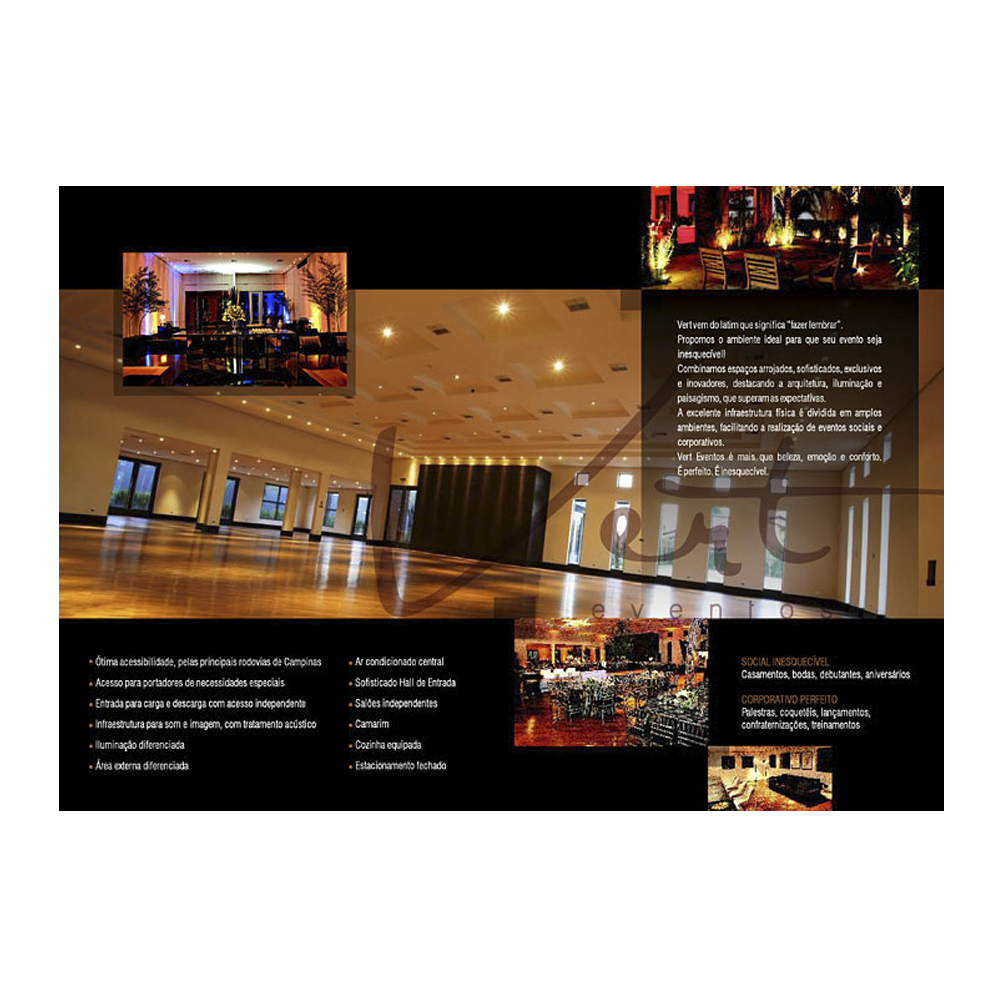 Vert vem do latim que significa "fazer lembrar".
Propomos o ambiente ideal para que seu evento seja
inesquecível!
Combinamos espaços arrojados, sofisticados, exclusivos
e inovadores, destacando a arquitetura, iluminação e
paisagismo, que superam as expectativas.
A excelente infraestrutura física é dividida em amplos
ambientes, facilitando a realização de eventos sociais e
corporativos.
Vert Eventos é mais que beleza, emoção e conforto.
É perfeito. É inesquecível.
Vert
eventos
• Ótima acessibilidade, pelas principais rodovias de Campinas
• Acesso para portadores de necessidades especiais
• Entrada para carga e descarga com acesso independente
• Infraestrutura para som e imagem, com tratamento acústico
• Iluminação diferenciada
• Área externa diferenciada
• Ar condicionado central
• Sofisticado Hall de Entrada
• Salões independentes
• Camarim
• Cozinha equipada
• Estacionamento fechado
SOCIAL INESQUECÍVEL
Casamentos, bodas, debutantes, aniversários
CORPORATIVO PERFEITO
Palestras, coquetéis, lançamentos,
confraternizações, treinamentos